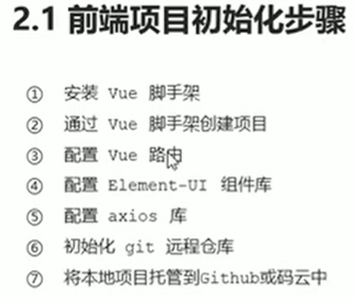 2.1 前端项目初始化步骤
① 安装 Vue 脚手架
② 通过 Vue 脚手架创建项目
③ 配置 Vue 路由
④ 配置 Element-UI 组件库
⑤ 配置 axios 库
⑥ 初始化 git 远程仓库
⑦ 将本地项目托管到Github或码云中